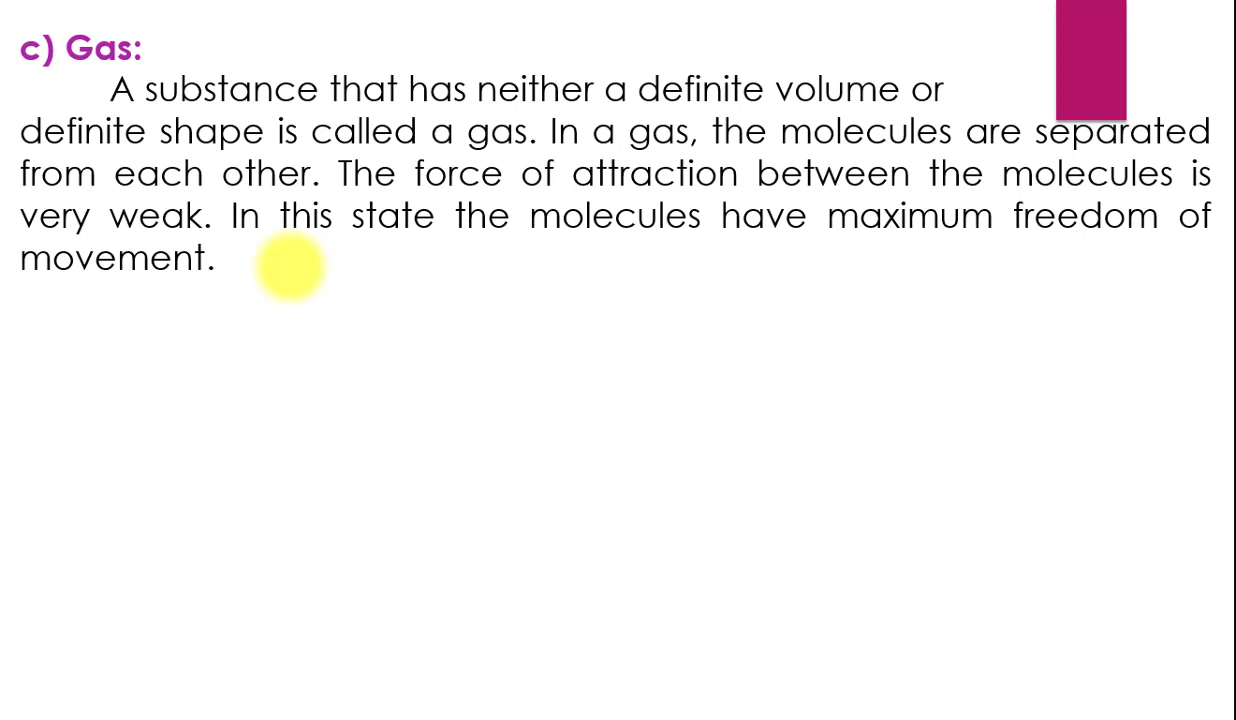 c) Gas:
A substance that has neither a definite volume or
definite shape is called a gas. In a gas, the molecules are separated
from each other. The force of attraction between the molecules is
very weak. In this state the molecules have maximum freedom of
movement.